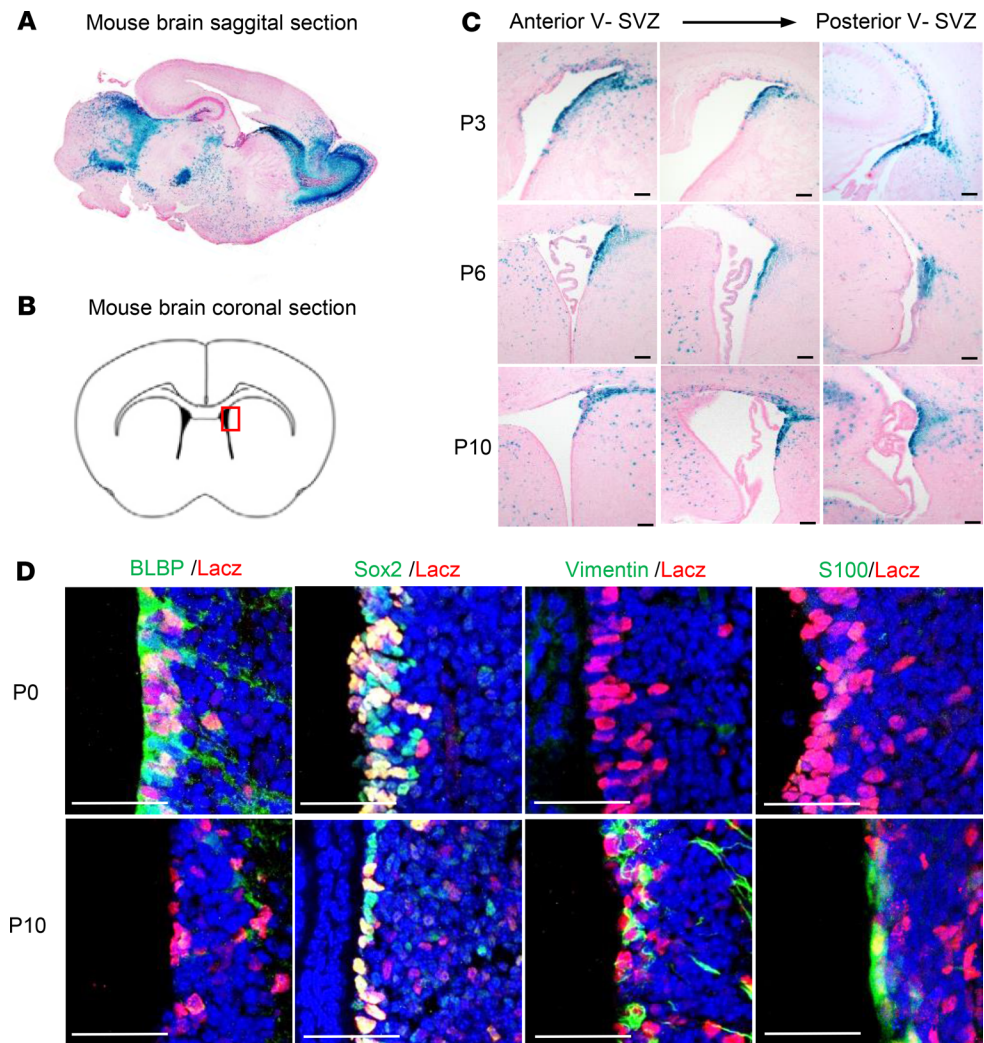 A
Mouse brain saggital section
B
Mouse brain coronal section
C
Anterior V- SVZ
Posterior V- SVZ
P3
P6
P10
D
BLBP /Lacz
Sox2 /Lacz
Vimentin /Lacz
S100/Lacz
P0
P10